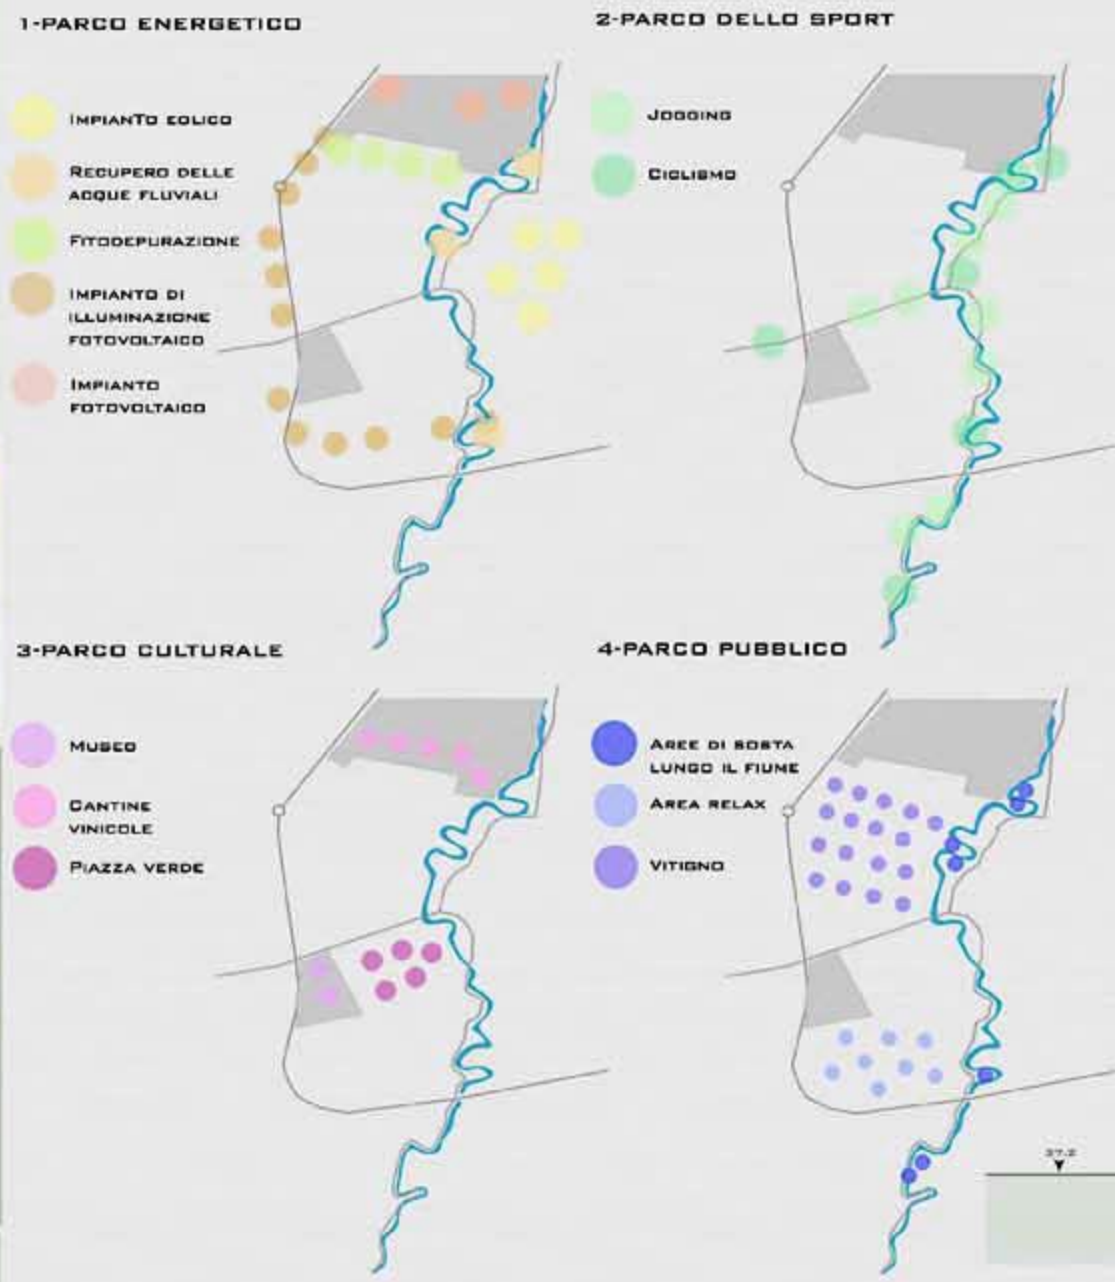 1-PARCO ENERGETICO
IMPIANTO EOLICO
RECUPERO DELLE
ACQUE FLUVIALI
FITODEPURAZIONE
IMPIANTO DI
ILLUMINAZIONE
FOTOVOLTAICO
IMPIANTO
FOTOVOLTAICO
2-PARCO DELLO SPORT
JOGGING
CICLISMO
3-PARCO CULTURALE
MUSEO
CANTINE
VINICOLE
PIAZZA VERDE
4-PARCO PUBBLICO
AREE DI SOSTA
LUNGO IL FIUME
AREA RELAX
VITIGNO
37.2